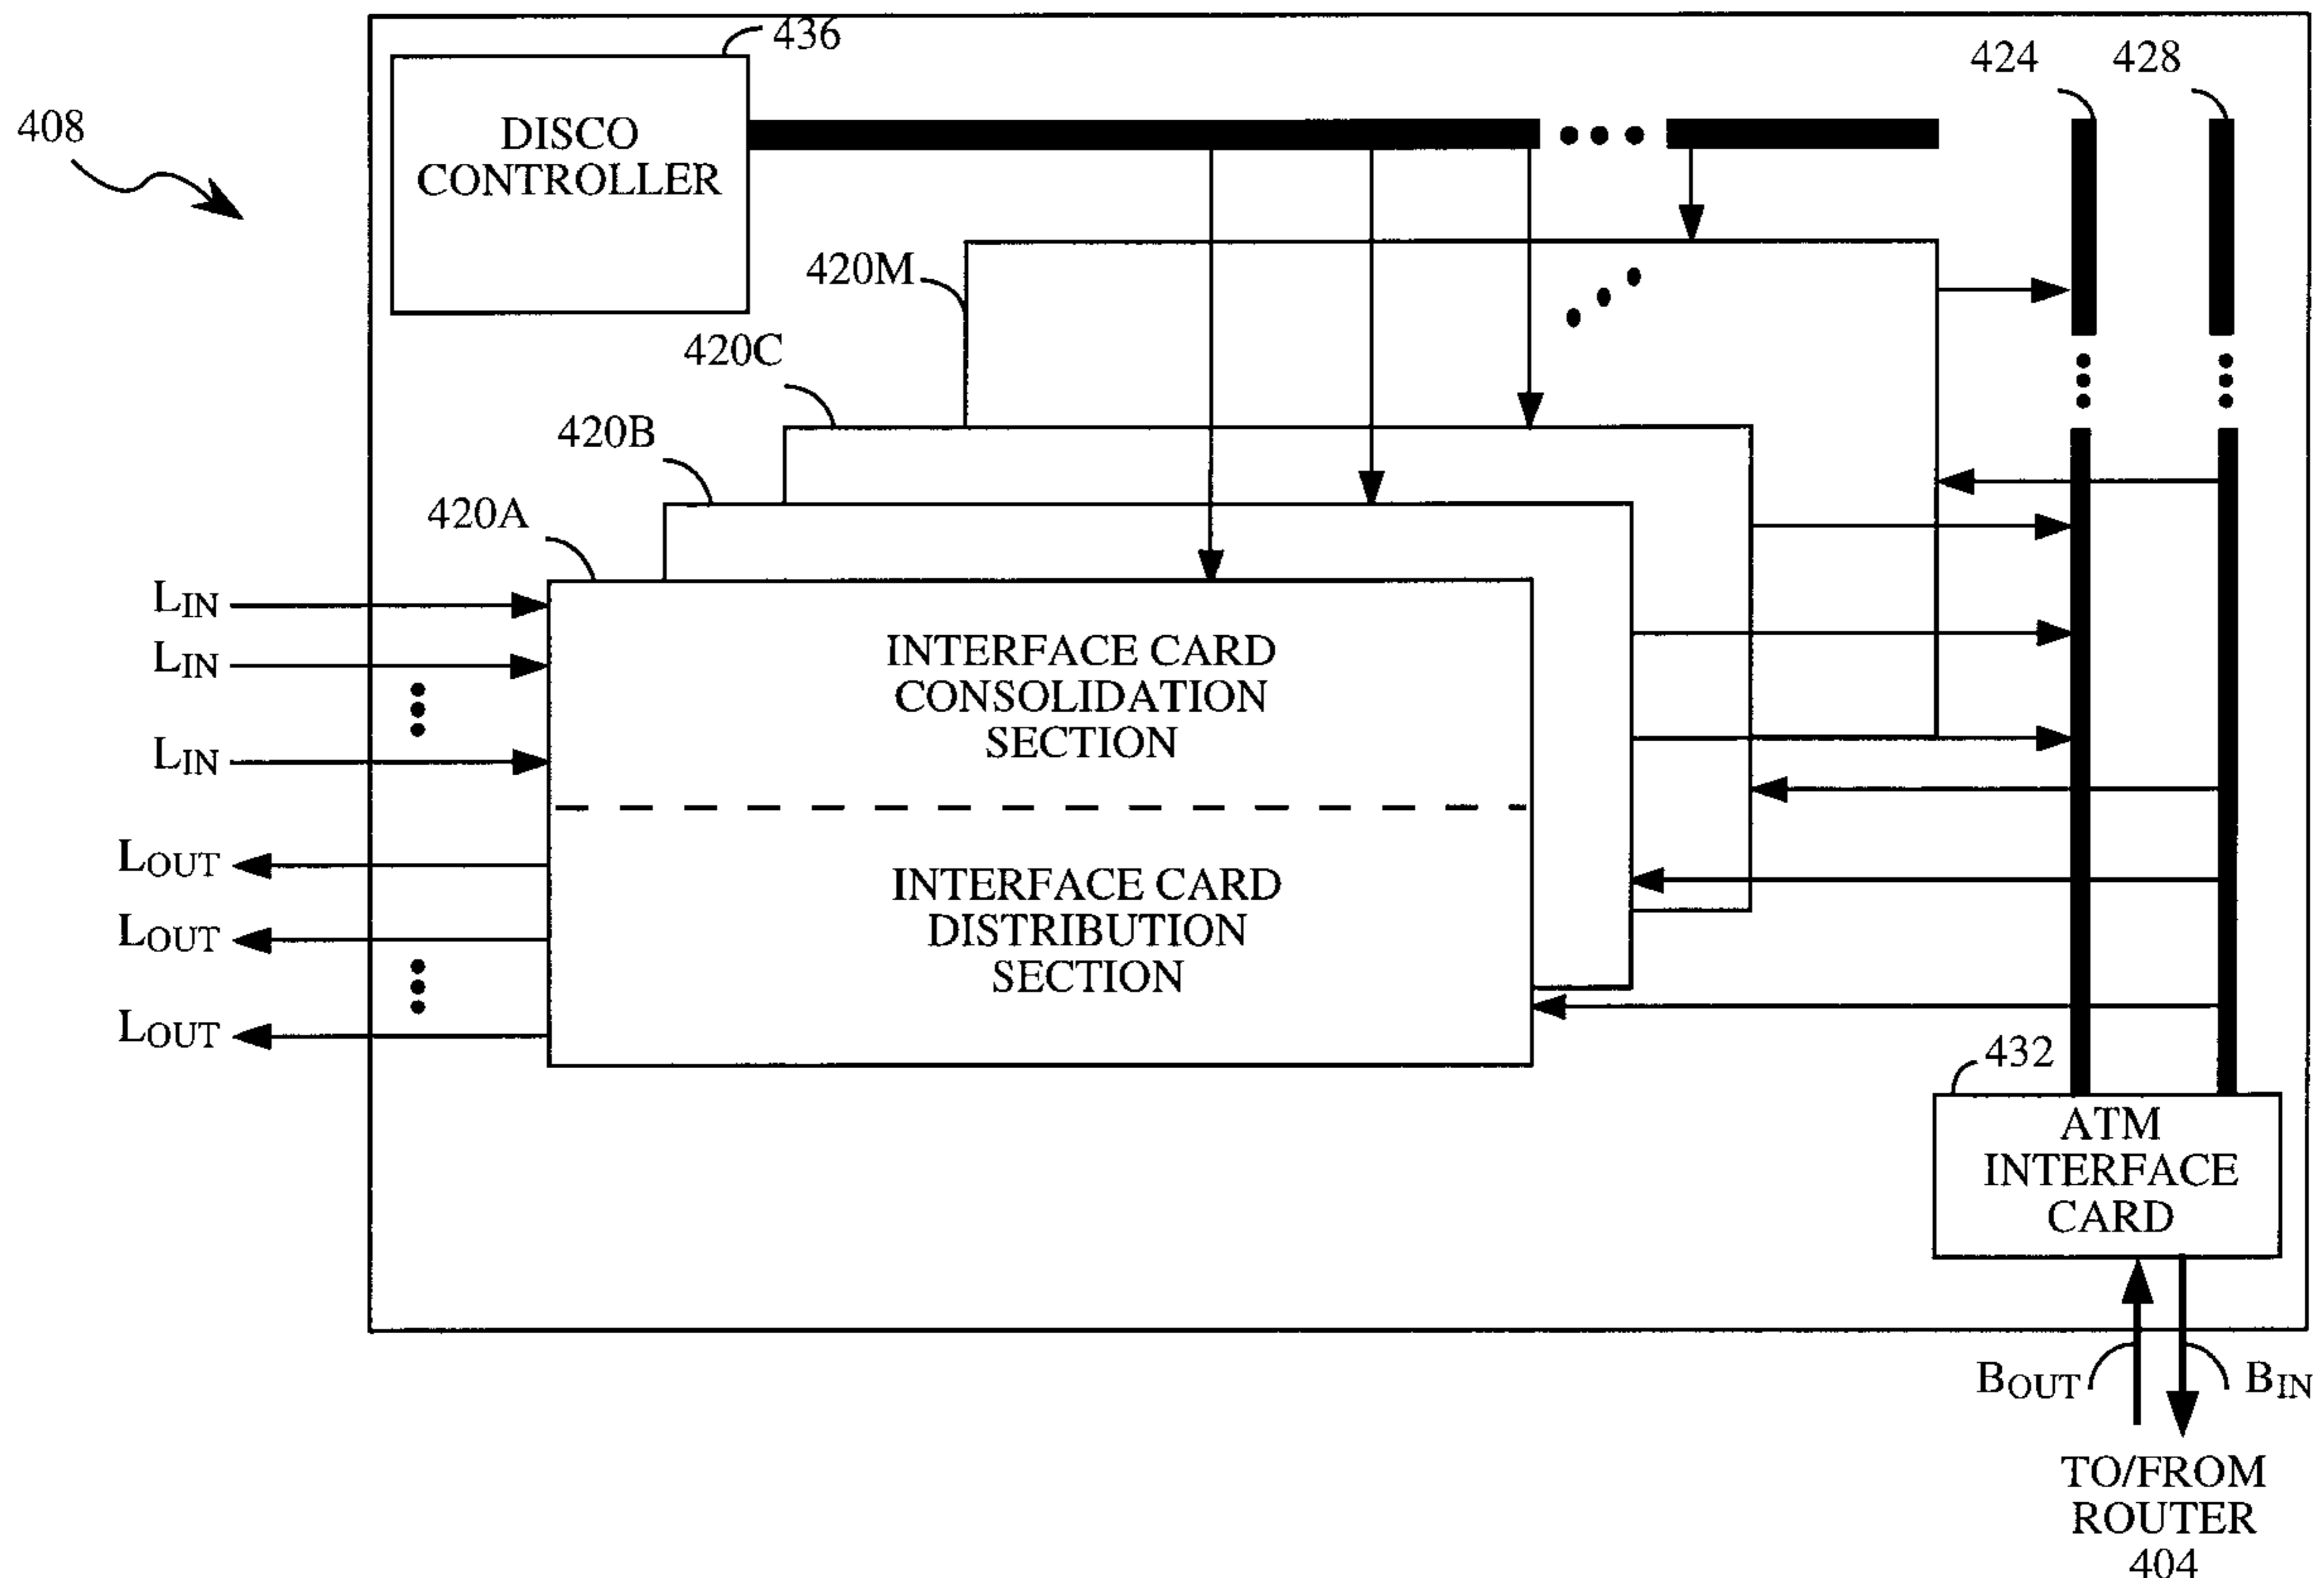 436
424
428
408
DISCO
CONTROLLER
420M
420C
420B
420A
LIN
LIN
LIN
INTERFACE CARD
CONSOLIDATION
SECTION
LOUT
LOUT
LOUT
INTERFACE CARD
DISTRIBUTION
SECTION
432
ATM
INTERFACE
CARD
BOUT
BIN
TO/FROM
ROUTER
404